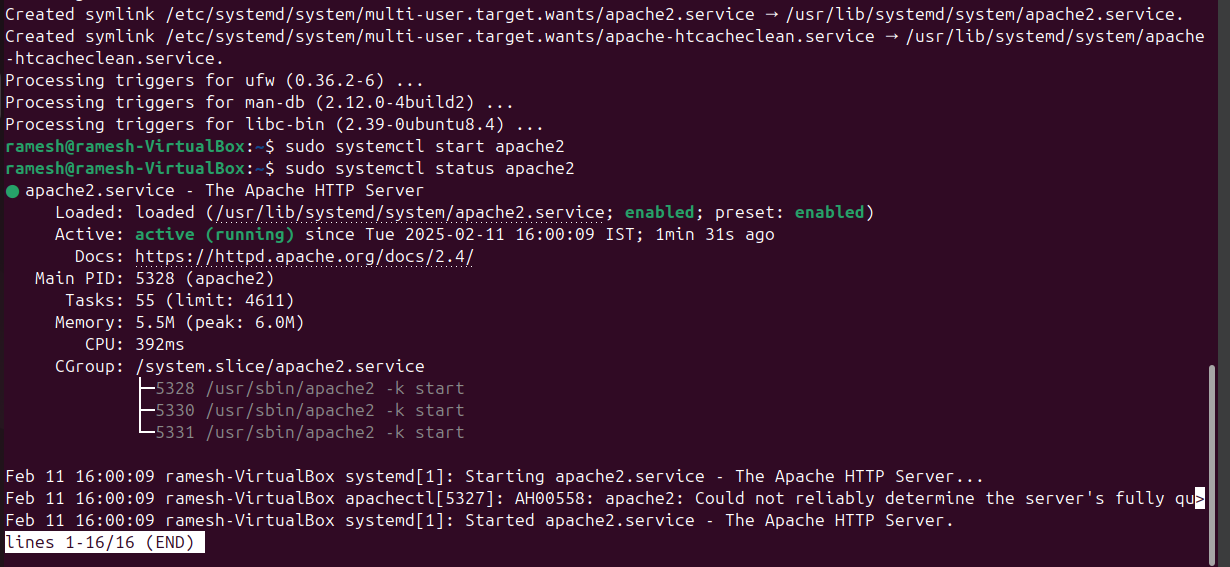 Created symlink /etc/systemd/system/multi-user.target.wants/apache2.service → /usr/lib/systemd/system/apache2.service.
Created symlink /etc/systemd/system/multi-user.target.wants/apache-htcacheclean.service → /usr/lib/systemd/system/apache
-htcacheclean.service.
Processing triggers for ufw (0.36.2-6) ...
Processing triggers for man-db (2.12.0-4build2) ...
Processing triggers for libc-bin (2.39-0ubuntu8.4) ...
ramesh@ramesh-VirtualBox:~$ sudo systemctl start apache2
ramesh@ramesh-VirtualBox:~$ sudo systemctl status apache2
● apache2.service - The Apache HTTP Server
Loaded: loaded (/usr/lib/systemd/system/apache2.service; enabled; preset: enabled)
Active: active (running) since Tue 2025-02-11 16:00:09 IST; 1min 31s ago
Docs: https://httpd.apache.org/docs/2.4/
Main PID: 5328 (apache2)
Tasks: 55 (limit: 4611)
Memory: 5.5M (peak: 6.0M)
CPU: 392ms
CGroup: /system.slice/apache2.service
├─5328 /usr/sbin/apache2 -k start
├─5330 /usr/sbin/apache2 -k start
└─5331 /usr/sbin/apache2 -k start
Feb 11 16:00:09 ramesh-VirtualBox systemd[1]: Starting apache2.service - The Apache HTTP Server...
Feb 11 16:00:09 ramesh-VirtualBox apachectl[5327]: AH00558: apache2: Could not reliably determine the server's fully qu>
Feb 11 16:00:09 ramesh-VirtualBox systemd[1]: Started apache2.service - The Apache HTTP Server.
lines 1-16/16 (END)